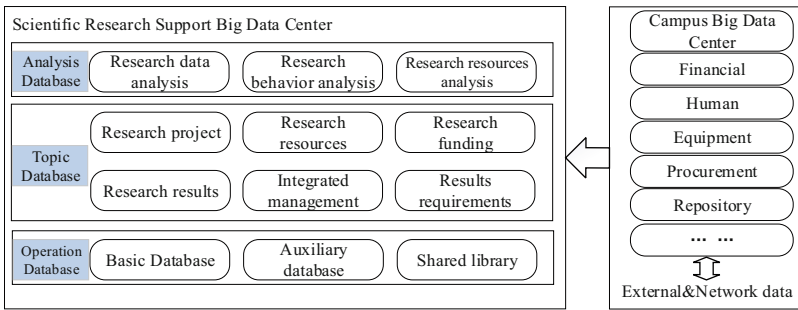 Scientific Research Support Big Data Center
Analysis
Database
Research data
analysis
Research
behavior analysis
Research resources
analysis
Topic
Database
Research project
Research
resources
Research
funding
Research results
Integrated
management
Results
requirements
Operation
Database
Basic Database
Auxiliary
database
Shared library
Campus Big Data
Center
Financial
Human
Equipment
Procurement
Repository
... ...
External&Network data